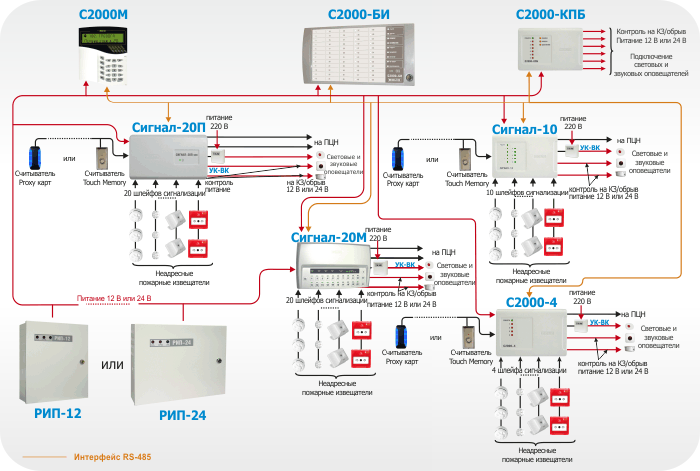 С2000М
С2000-БИ
С2000-КПБ
Контроль на КЗ/обрыв
Питание 12 В или 24 В
Подключение
световых и
звуковых оповещателей
Сигнал-20П
питание
220 В
на ПЦН
Световые и
звуковые
оповещатели
УК-ВК
контроль
питание
на КЗ/обрыв
12 В или 24 В
Считыватель
Proxy карт
или
Считыватель
Touch Memory
20 шлейфов сигнализации
Неадресные
пожарные извещатели
Сигнал-10
питание
220 В
на ПЦН
Световые и
звуковые
оповещатели
УК-ВК
контроль на КЗ/обрыв
питание 12 В или 24 В
Считыватель
Proxy карт
или
Считыватель
Touch Memory
10 шлейфов сигнализации
Неадресные
пожарные извещатели
Сигнал-20М
питание
220 В
на ПЦН
УК-ВК
Световые и
звуковые
оповещатели
контроль на КЗ/обрыв
питание 12 В или 24 В
20 шлейфов сигнализации
Неадресные
пожарные извещатели
С2000-4
питание
220 В
на ПЦН
УК-ВК
Световые и
звуковые
оповещатели
контроль на КЗ/обрыв
питание 12 В или 24 В
Считыватель
Proxy карт
или
Считыватель
Touch Memory
4 шлейфа сигнализации
Неадресные
пожарные извещатели
Питание 12 В или 24 В
РИП-12
или
РИП-24
РИП-12
РИП-24
Интерфейс RS-485